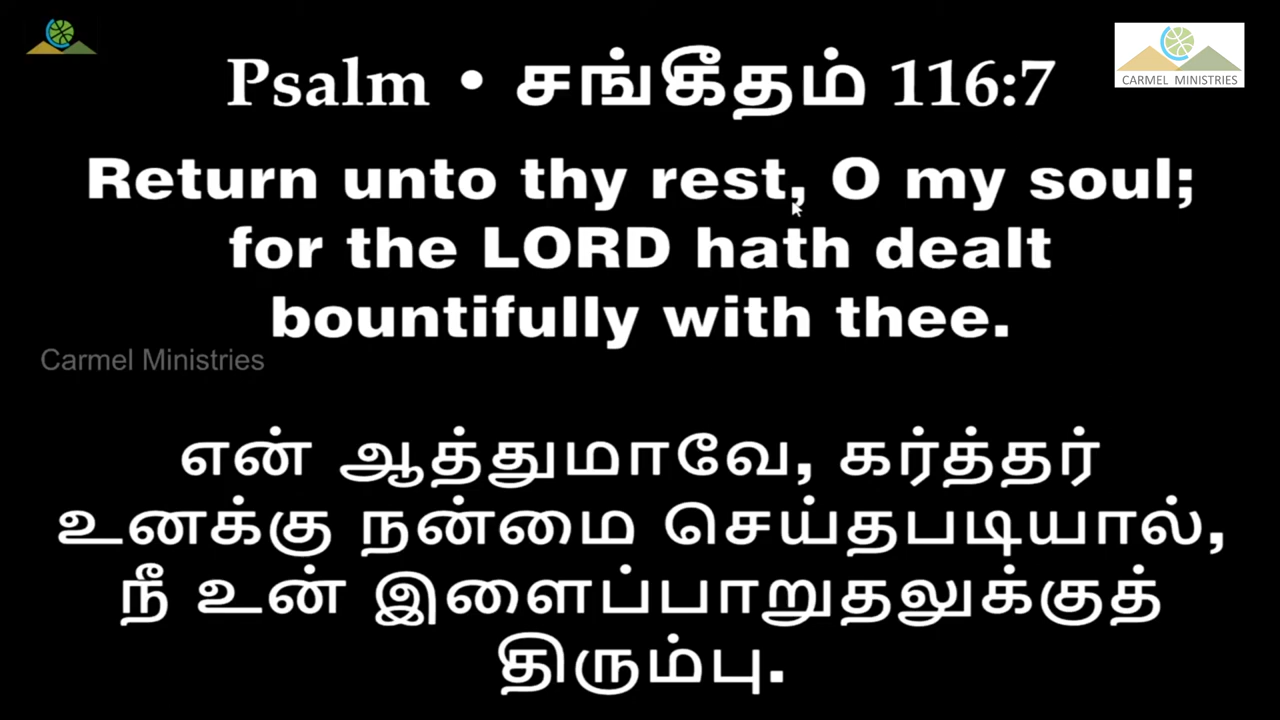 Psalm • சங்கீதம் 116:7
CARMEL MINISTRIES
Return unto thy rest, O my soul;
for the LORD hath dealt
bountifully with thee.
Carmel Ministries
என் ஆத்துமாவே, கர்த்தர்
உனக்கு நன்மை செய்தபடியால்,
நீ உன் இளைப்பாறுதலுக்குத்
திரும்பு.